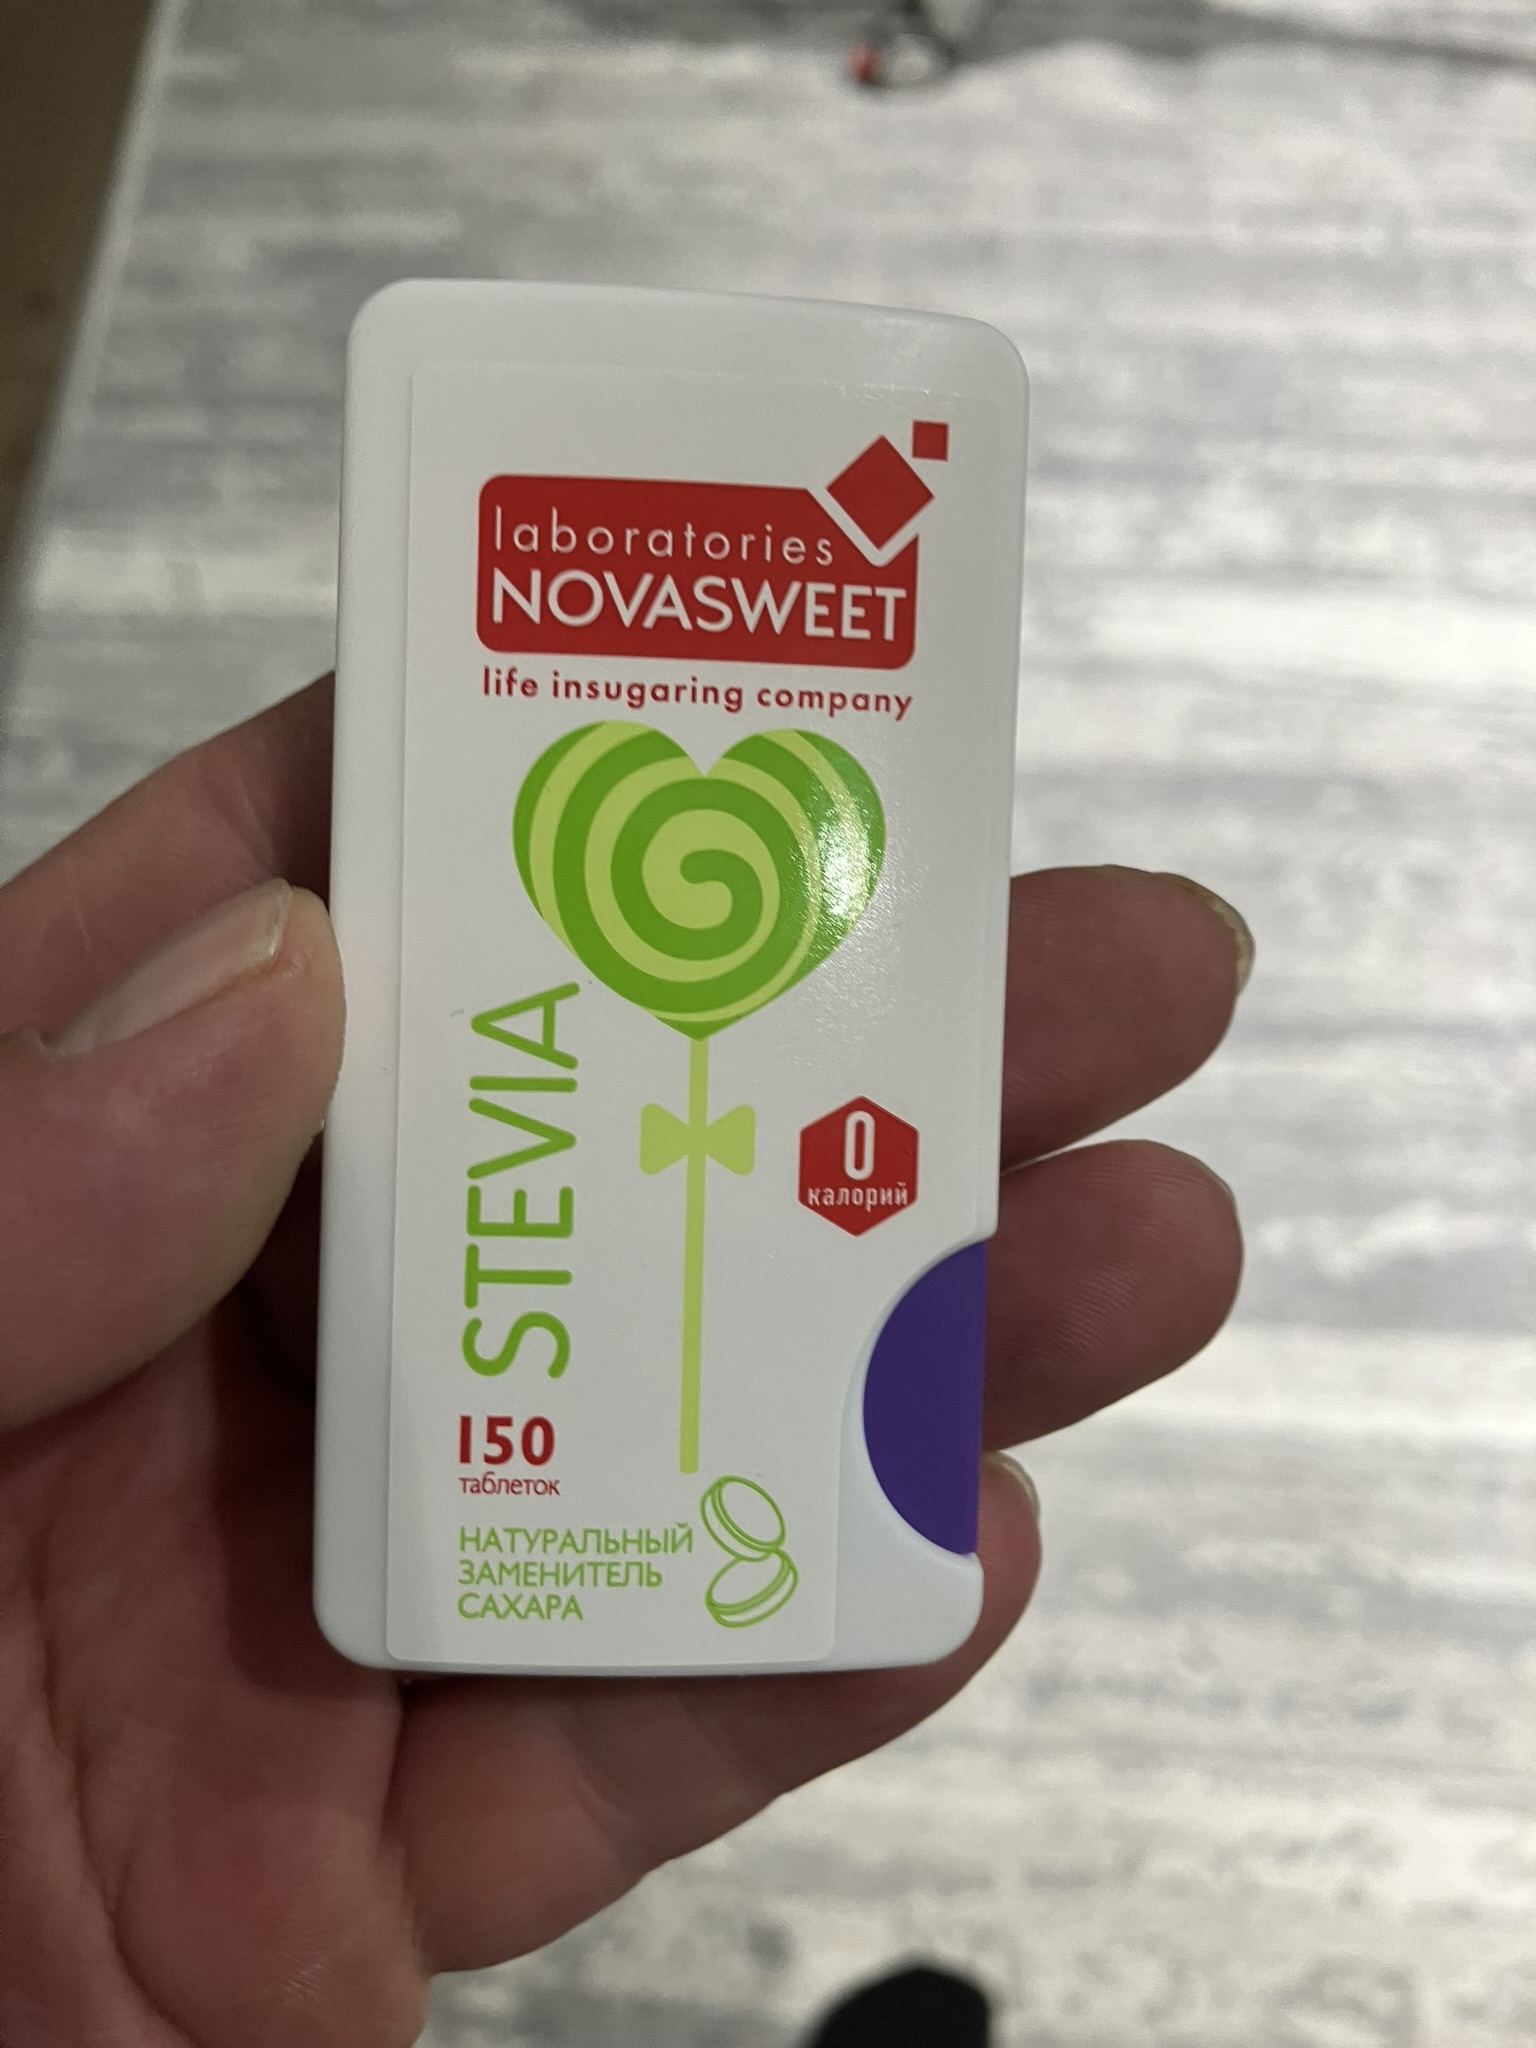 laboratories
NOVASWEET
life insugaring company
STEVIA
0
калорий
150
таблеток
НАТУРАЛЬНЫЙ
ЗАМЕНИТЕЛЬ
САХАРА